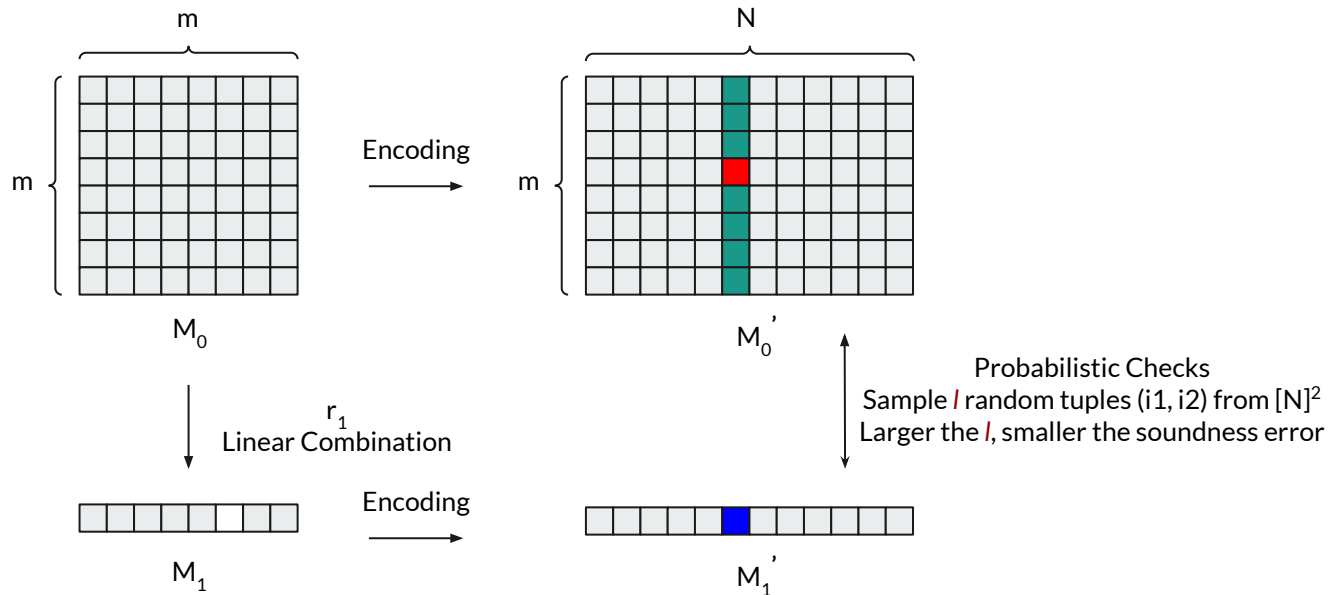 m
N
m
Encoding
m
M₀
M₀’
Probabilistic Checks
Sample l random tuples (i1, i2) from [N]²
Larger the l, smaller the soundness error
r₁
Linear Combination
Encoding
M₁
M₁’